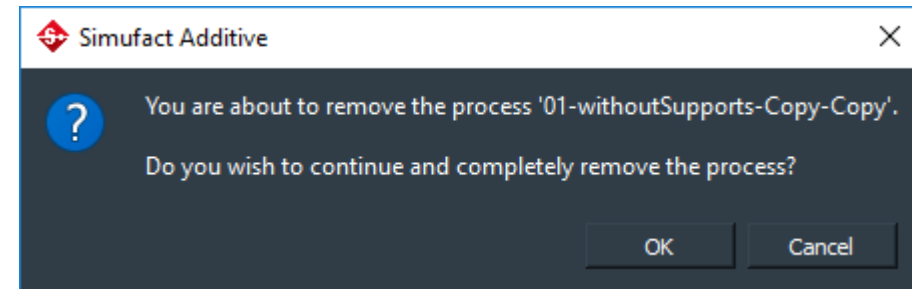 Simufact Additive
You are about to remove the process '01-withoutSupports-Copy-Copy'.
Do you wish to continue and completely remove the process?
OK Cancel